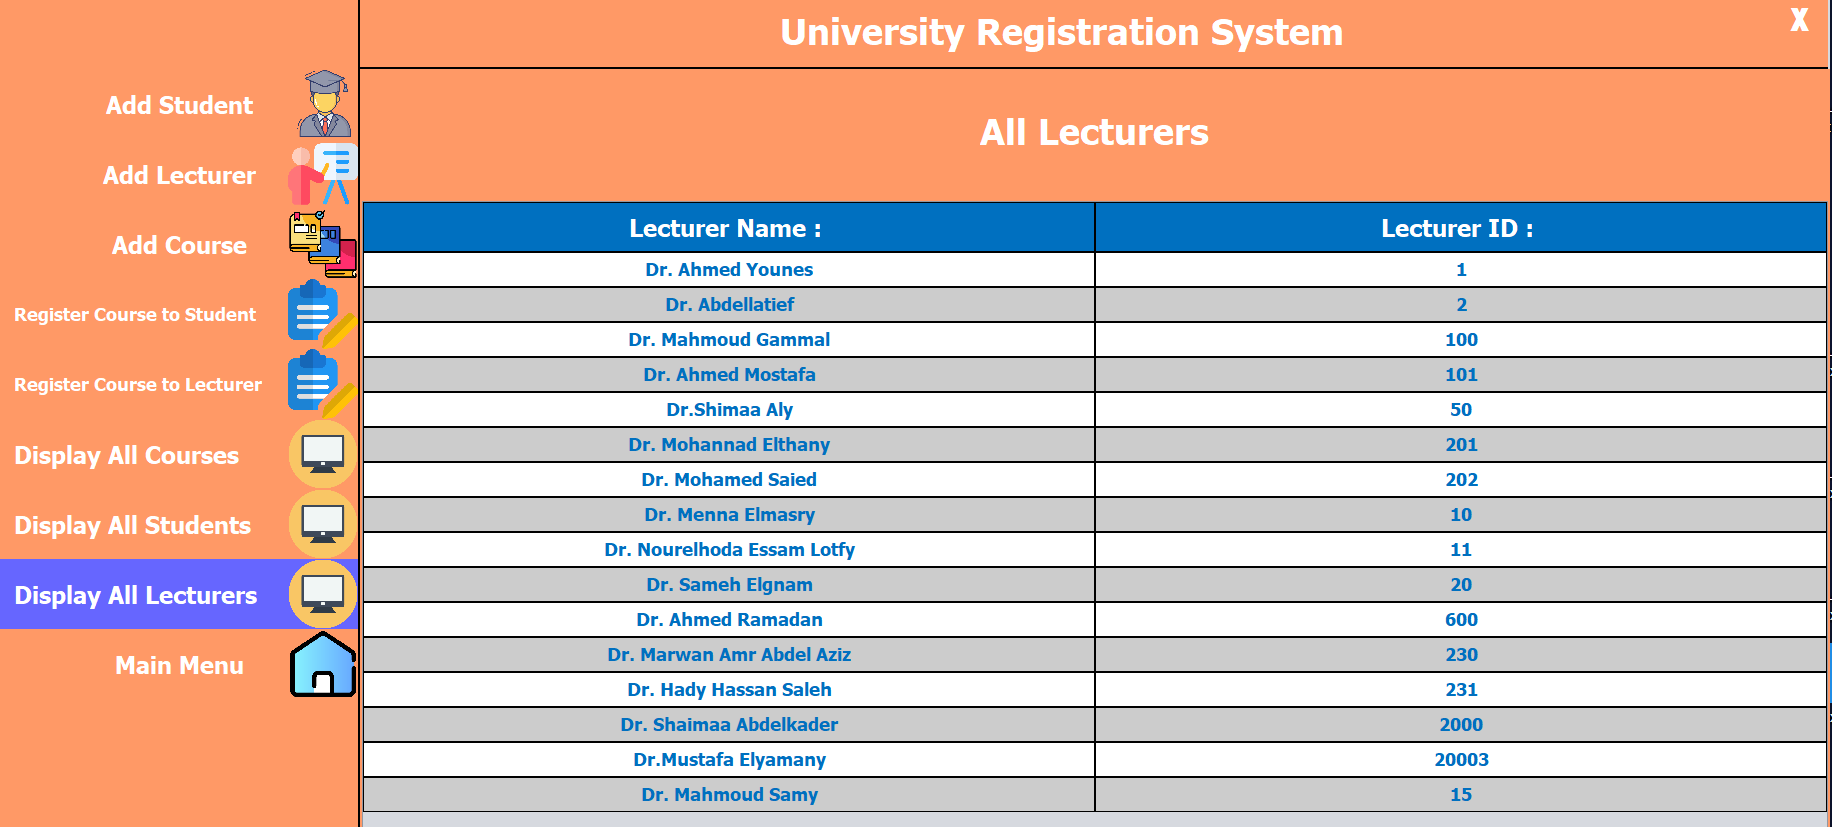 University Registration System
X
Add Student
Add Lecturer
Add Course
Register Course to Student
Register Course to Lecturer
Display All Courses
Display All Students
Display All Lecturers
Main Menu
All Lecturers
Lecturer Name : Lecturer ID :
Dr. Ahmed Younes 1
Dr. Abdellatief 2
Dr. Mahmoud Gammal 100
Dr. Ahmed Mostafa 101
Dr.Shimaa Aly 50
Dr. Mohannad Elthany 201
Dr. Mohamed Saied 202
Dr. Menna Elmasry 10
Dr. Nourelhoda Essam Lotfy 11
Dr. Sameh Elgnam 20
Dr. Ahmed Ramadan 600
Dr. Marwan Amr Abdel Aziz 230
Dr. Hady Hassan Saleh 231
Dr. Shaimaa Abdelkader 2000
Dr.Mustafa Elyamany 20003
Dr. Mahmoud Samy 15